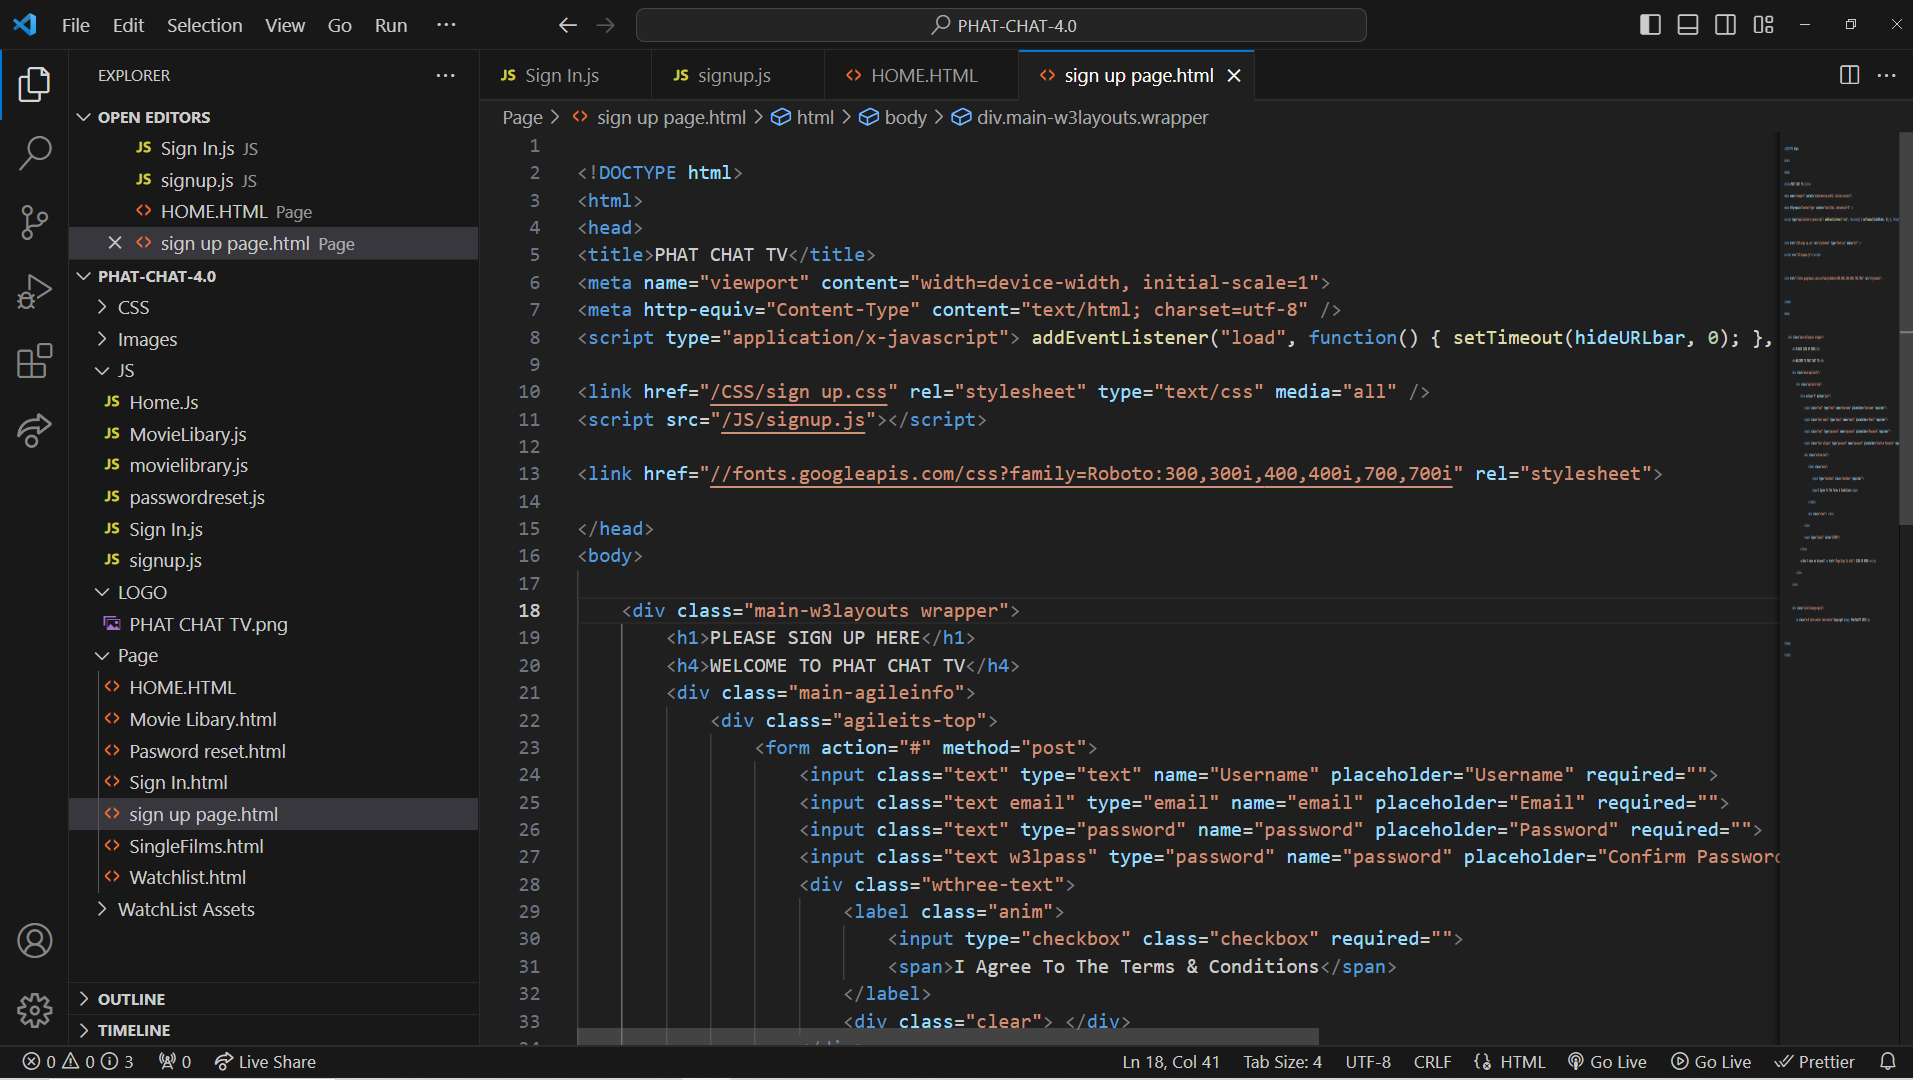 File Edit Selection View Go Run ···
PHAT-CHAT-4.0
EXPLORER
OPEN EDITORS
JS Sign In.js JS
JS signup.js JS
HOME.HTML Page
sign up page.html Page
PHAT-CHAT-4.0
CSS
Images
JS
JS Home.Js
JS MovieLibary.js
JS movielibrary.js
JS passwordreset.js
JS Sign In.js
JS signup.js
LOGO
PHAT CHAT TV.png
Page
HOME.HTML
Movie Libary.html
Pasword reset.html
Sign In.html
sign up page.html
SingleFilms.html
Watchlist.html
WatchList Assets
OUTLINE
TIMELINE
JS Sign In.js JS signup.js HOME.HTML sign up page.html
Page > sign up page.html > html > body > div.main-w3layouts.wrapper
1
2 <!DOCTYPE html>
3 <html>
4 <head>
5 <title>PHAT CHAT TV</title>
6 <meta name="viewport" content="width=device-width, initial-scale=1">
7 <meta http-equiv="Content-Type" content="text/html; charset=utf-8" />
8 <script type="application/x-javascript"> addEventListener("load", function() { setTimeout(hideURLbar, 0); },
9
10 <link href="/CSS/sign up.css" rel="stylesheet" type="text/css" media="all" />
11 <script src="/JS/signup.js"></script>
12
13 <link href="//fonts.googleapis.com/css?family=Roboto:300,300i,400,400i,700,700i" rel="stylesheet">
14
15 </head>
16 <body>
17
18 <div class="main-w3layouts wrapper">
19 <h1>PLEASE SIGN UP HERE</h1>
20 <h4>WELCOME TO PHAT CHAT TV</h4>
21 <div class="main-agileinfo">
22 <div class="agileits-top">
23 <form action="#" method="post">
24 <input class="text" type="text" name="Username" placeholder="Username" required="">
25 <input class="text email" type="email" name="email" placeholder="Email" required="">
26 <input class="text" type="password" name="password" placeholder="Password" required="">
27 <input class="text w3lpass" type="password" name="password" placeholder="Confirm Password
28 <div class="wthree-text">
29 <label class="anim">
30 <input type="checkbox" class="checkbox" required="">
31 <span>I Agree To The Terms & Conditions</span>
32 </label>
33 <div class="clear"> </div>
0 0 3 0 Live Share Ln 18, Col 41 Tab Size: 4 UTF-8 CRLF HTML Go Live Go Live Prettier